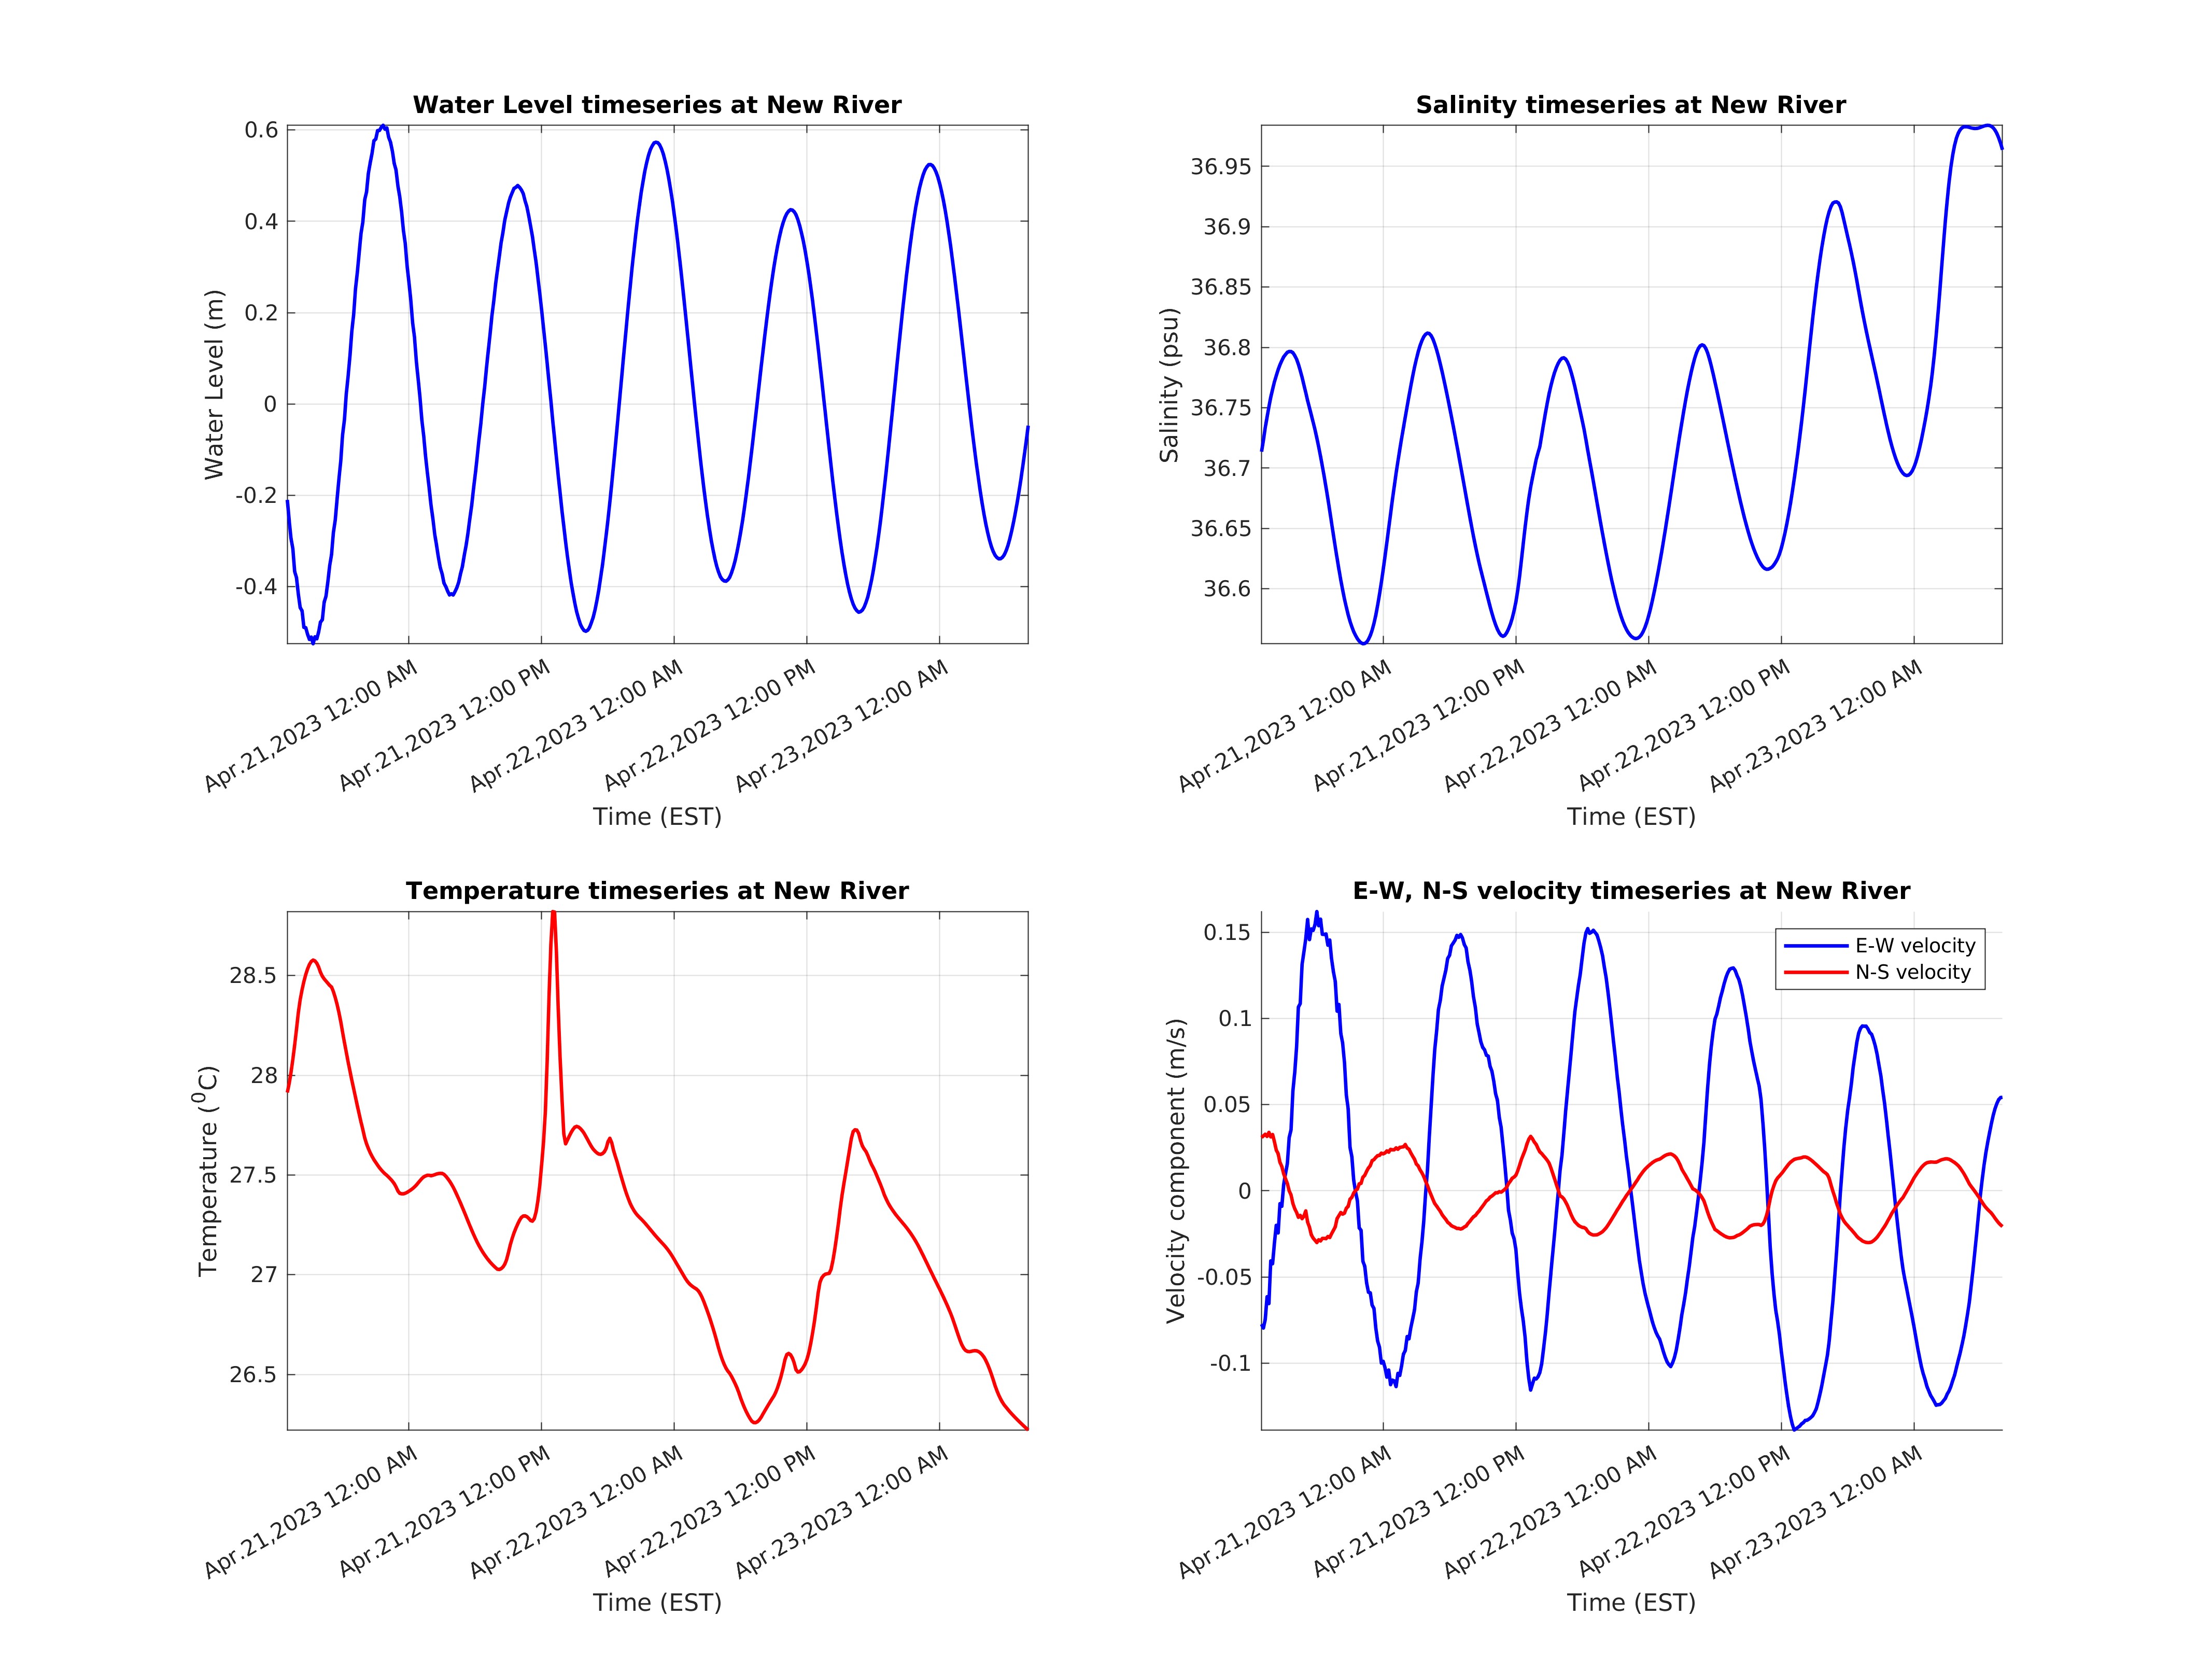 Water Level timeseries at New River
0.6
0.4
0.2
0
-0.2
-0.4
Water Level (m)
Apr.21,2023 12:00 AM
Apr.21,2023 12:00 PM
Apr.22,2023 12:00 AM
Apr.22,2023 12:00 PM
Apr.23,2023 12:00 AM
Time (EST)
Salinity timeseries at New River
36.95
36.9
36.85
36.8
36.75
36.7
36.65
36.6
Salinity (psu)
Apr.21,2023 12:00 AM
Apr.21,2023 12:00 PM
Apr.22,2023 12:00 AM
Apr.22,2023 12:00 PM
Apr.23,2023 12:00 AM
Time (EST)
Temperature timeseries at New River
28.5
28
27.5
27
26.5
Temperature (⁰C)
Apr.21,2023 12:00 AM
Apr.21,2023 12:00 PM
Apr.22,2023 12:00 AM
Apr.22,2023 12:00 PM
Apr.23,2023 12:00 AM
Time (EST)
E-W, N-S velocity timeseries at New River
E-W velocity
N-S velocity
0.15
0.1
0.05
0
-0.05
-0.1
Velocity component (m/s)
Apr.21,2023 12:00 AM
Apr.21,2023 12:00 PM
Apr.22,2023 12:00 AM
Apr.22,2023 12:00 PM
Apr.23,2023 12:00 AM
Time (EST)